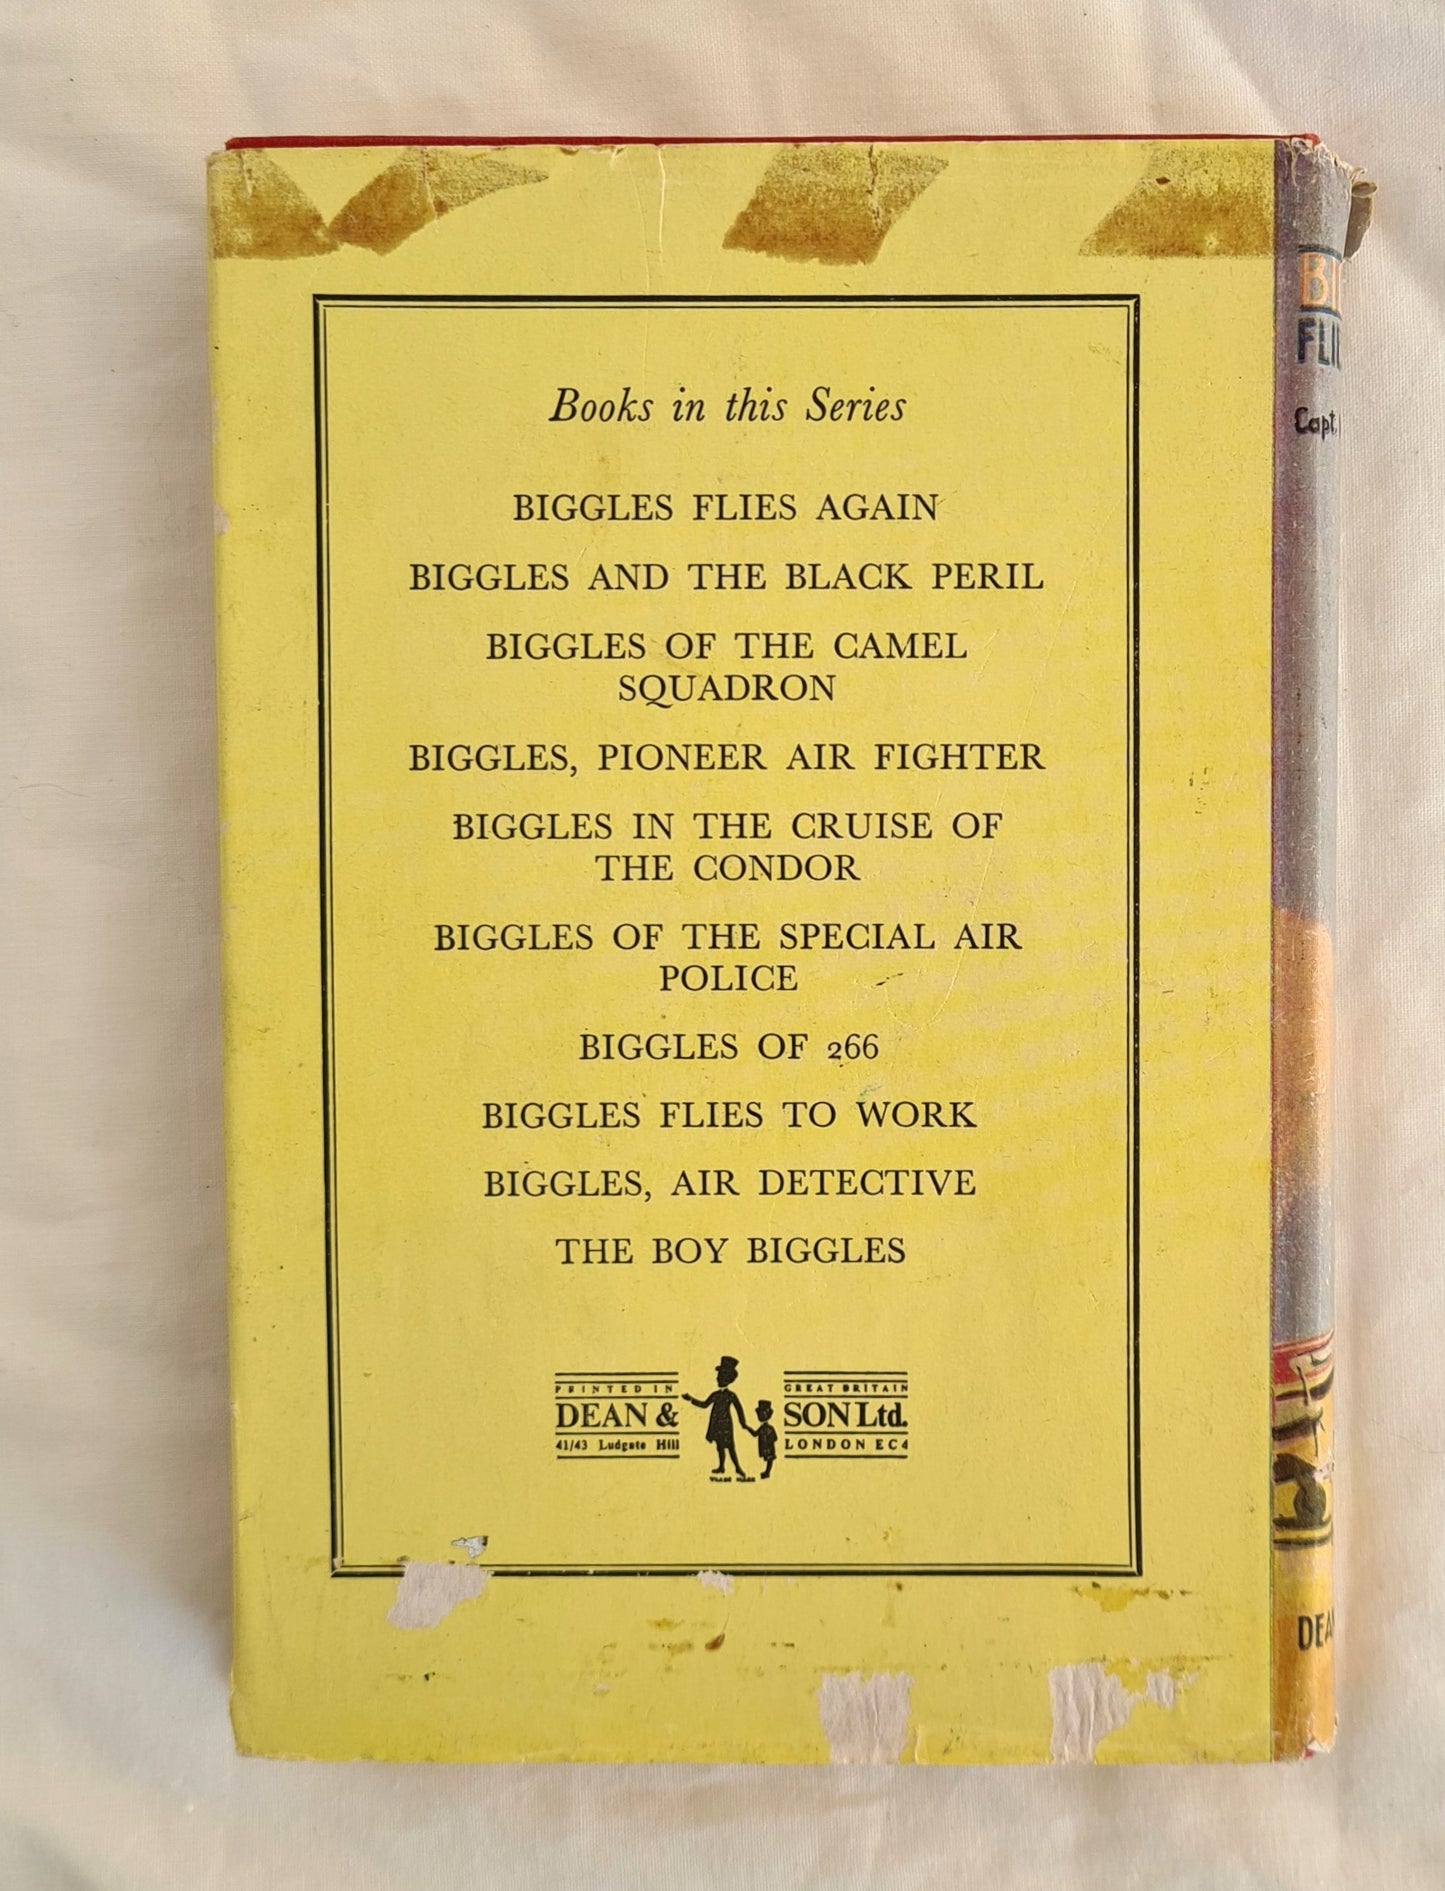 Books in this Series
BIGGLES FLIES AGAIN
BIGGLES AND THE BLACK PERIL
BIGGLES OF THE CAMEL
SQUADRON
BIGGLES, PIONEER AIR FIGHTER
BIGGLES IN THE CRUISE OF
THE CONDOR
BIGGLES OF THE SPECIAL AIR
POLICE
BIGGLES OF 266
BIGGLES FLIES TO WORK
BIGGLES, AIR DETECTIVE
THE BOY BIGGLES
PRINTED IN GREAT BRITAIN
DEAN & SON Ltd.
41/43 Ludgate Hill LONDON EC4
TRADE MARK
Capt.